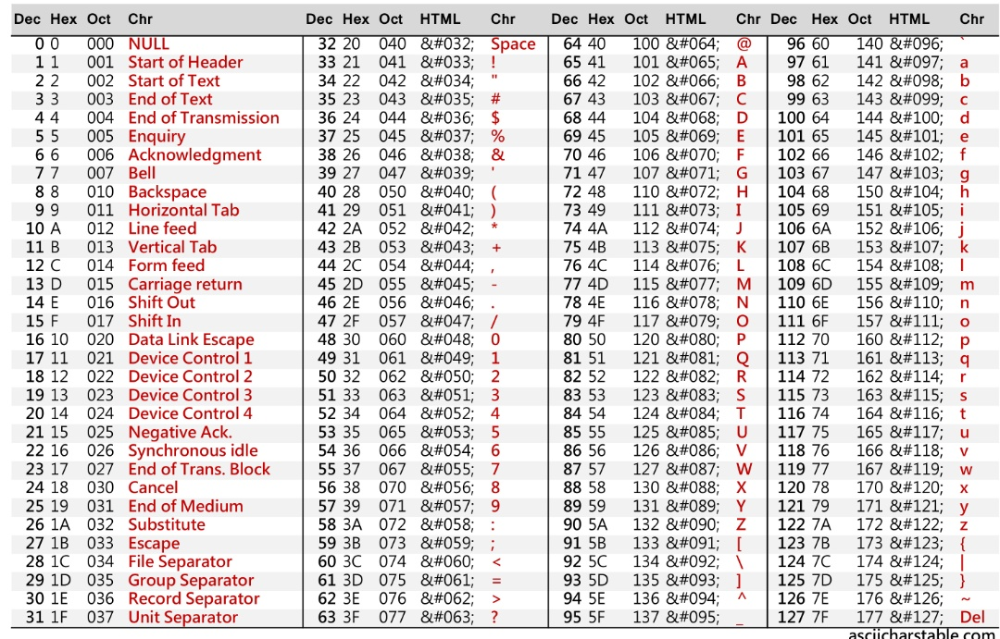 Dec Hex Oct Chr Dec Hex Oct HTML Chr Dec Hex Oct HTML Chr Dec Hex Oct HTML Chr
0 0 000 NULL 32 20 040 &#032; Space 64 40 100 &#064; @ 96 60 140 &#096; `
1 1 001 Start of Header 33 21 041 &#033; ! 65 41 101 &#065; A 97 61 141 &#097; a
2 2 002 Start of Text 34 22 042 &#034; " 66 42 102 &#066; B 98 62 142 &#098; b
3 3 003 End of Text 35 23 043 &#035; # 67 43 103 &#067; C 99 63 143 &#099; c
4 4 004 End of Transmission 36 24 044 &#036; $ 68 44 104 &#068; D 100 64 144 &#100; d
5 5 005 Enquiry 37 25 045 &#037; % 69 45 105 &#069; E 101 65 145 &#101; e
6 6 006 Acknowledgment 38 26 046 &#038; & 70 46 106 &#070; F 102 66 146 &#102; f
7 7 007 Bell 39 27 047 &#039; ' 71 47 107 &#071; G 103 67 147 &#103; g
8 8 010 Backspace 40 28 050 &#040; ( 72 48 110 &#072; H 104 68 150 &#104; h
9 9 011 Horizontal Tab 41 29 051 &#041; ) 73 49 111 &#073; I 105 69 151 &#105; i
10 A 012 Line feed 42 2A 052 &#042; * 74 4A 112 &#074; J 106 6A 152 &#106; j
11 B 013 Vertical Tab 43 2B 053 &#043; + 75 4B 113 &#075; K 107 6B 153 &#107; k
12 C 014 Form feed 44 2C 054 &#044; , 76 4C 114 &#076; L 108 6C 154 &#108; l
13 D 015 Carriage return 45 2D 055 &#045; - 77 4D 115 &#077; M 109 6D 155 &#109; m
14 E 016 Shift Out 46 2E 056 &#046; . 78 4E 116 &#078; N 110 6E 156 &#110; n
15 F 017 Shift In 47 2F 057 &#047; / 79 4F 117 &#079; O 111 6F 157 &#111; o
16 10 020 Data Link Escape 48 30 060 &#048; 0 80 50 120 &#080; P 112 70 160 &#112; p
17 11 021 Device Control 1 49 31 061 &#049; 1 81 51 121 &#081; Q 113 71 161 &#113; q
18 12 022 Device Control 2 50 32 062 &#050; 2 82 52 122 &#082; R 114 72 162 &#114; r
19 13 023 Device Control 3 51 33 063 &#051; 3 83 53 123 &#083; S 115 73 163 &#115; s
20 14 024 Device Control 4 52 34 064 &#052; 4 84 54 124 &#084; T 116 74 164 &#116; t
21 15 025 Negative Ack. 53 35 065 &#053; 5 85 55 125 &#085; U 117 75 165 &#117; u
22 16 026 Synchronous idle 54 36 066 &#054; 6 86 56 126 &#086; V 118 76 166 &#118; v
23 17 027 End of Trans. Block 55 37 067 &#055; 7 87 57 127 &#087; W 119 77 167 &#119; w
24 18 030 Cancel 56 38 070 &#056; 8 88 58 130 &#088; X 120 78 170 &#120; x
25 19 031 End of Medium 57 39 071 &#057; 9 89 59 131 &#089; Y 121 79 171 &#121; y
26 1A 032 Substitute 58 3A 072 &#058; : 90 5A 132 &#090; Z 122 7A 172 &#122; z
27 1B 033 Escape 59 3B 073 &#059; ; 91 5B 133 &#091; [ 123 7B 173 &#123; {
28 1C 034 File Separator 60 3C 074 &#060; < 92 5C 134 &#092; \ 124 7C 174 &#124; |
29 1D 035 Group Separator 61 3D 075 &#061; = 93 5D 135 &#093; ] 125 7D 175 &#125; }
30 1E 036 Record Separator 62 3E 076 &#062; > 94 5E 136 &#094; ^ 126 7E 176 &#126; ~
31 1F 037 Unit Separator 63 3F 077 &#063; ? 95 5F 137 &#095; _ 127 7F 177 &#127; Del
asciicharstable.com